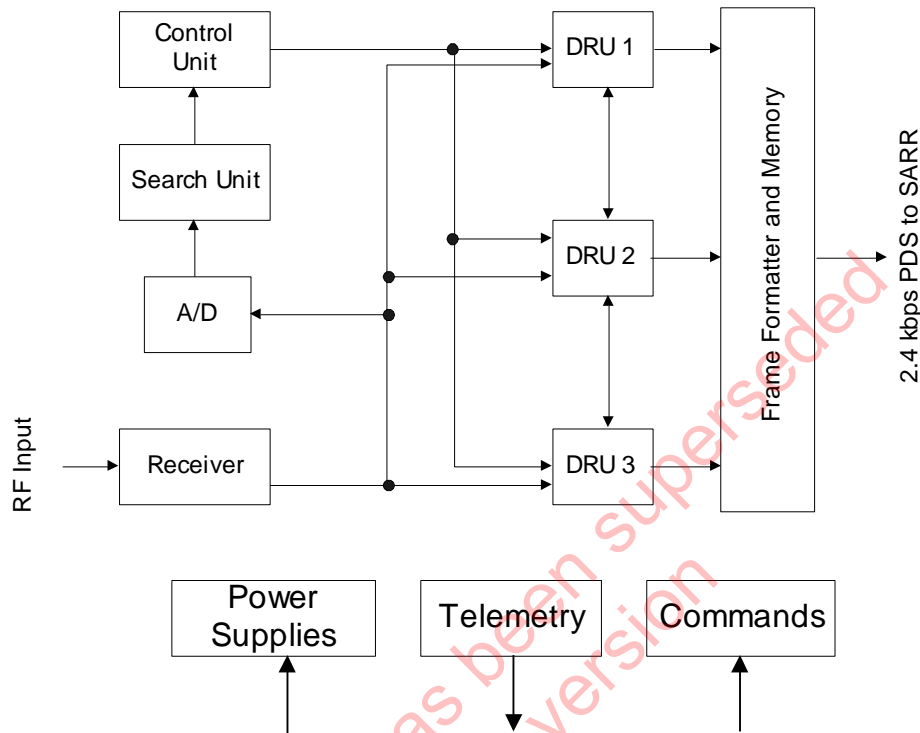 Control
Unit
DRU 1
Search Unit
DRU 2
A/D
Frame Formatter and Memory
2.4 kbps PDS to SARR
RF Input
Receiver
DRU 3
Power
Supplies
Telemetry
Commands
as been superseded
version